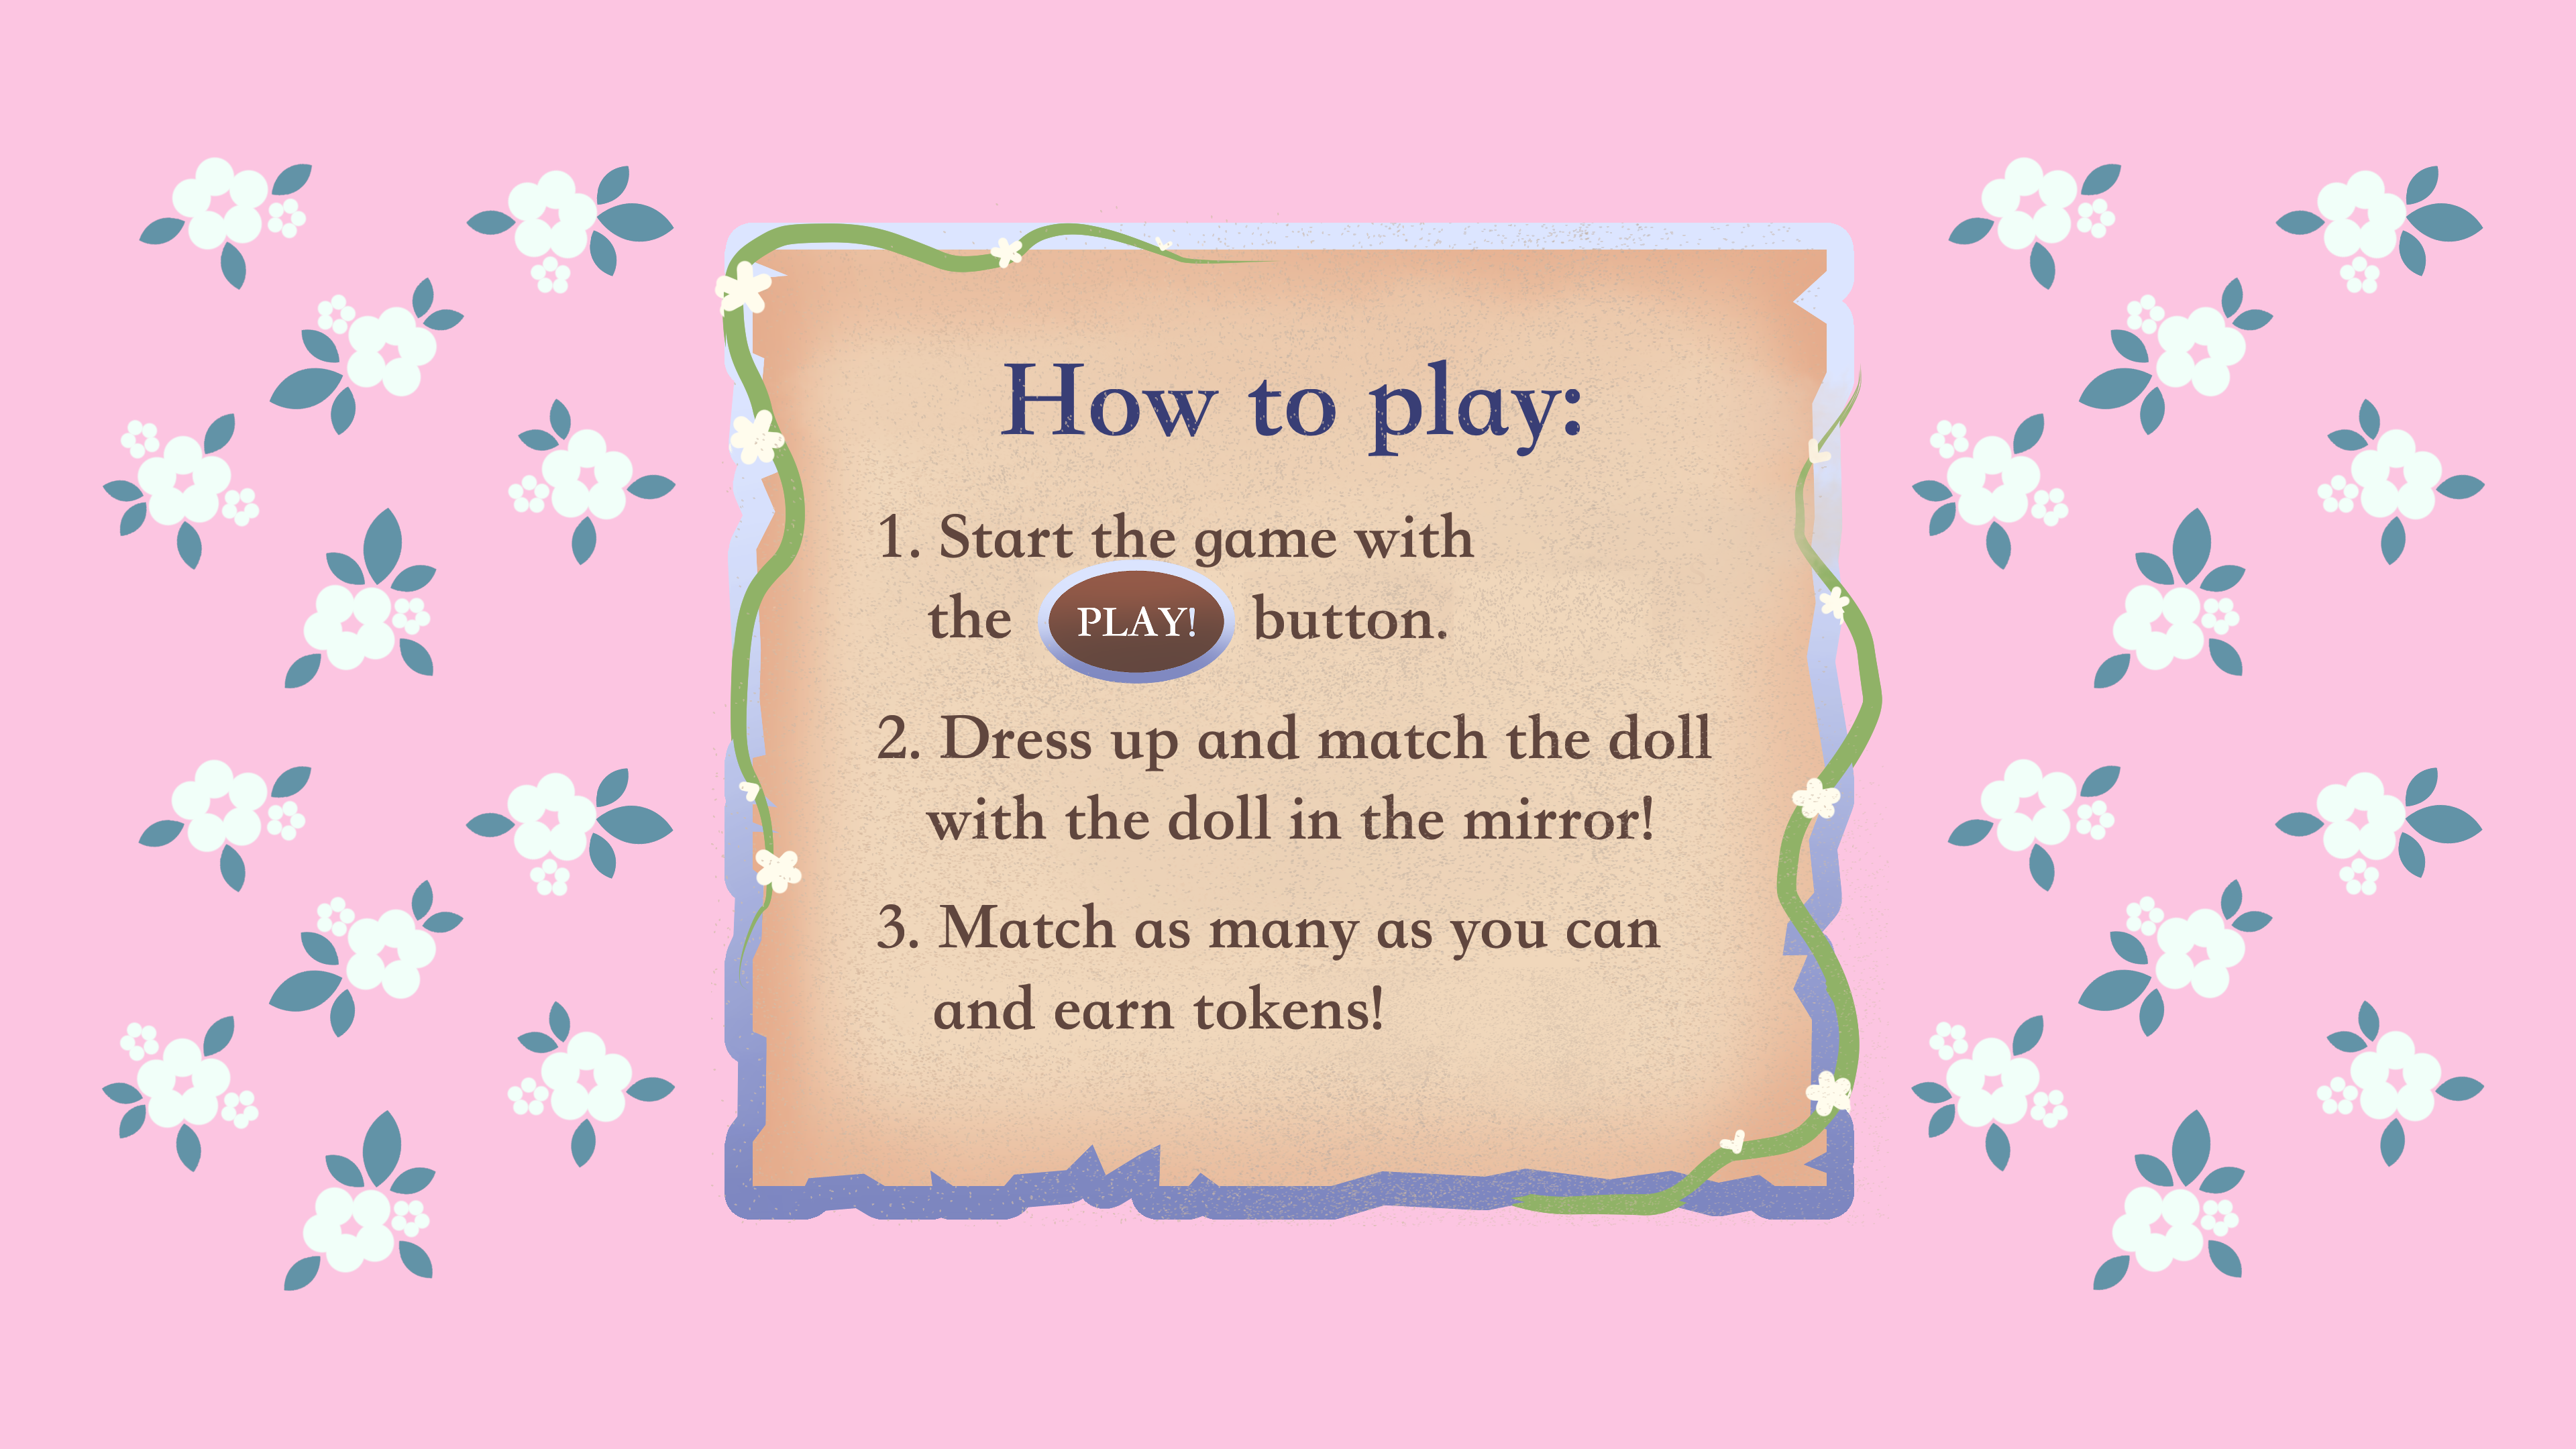 How to play:
1. Start the game with
the PLAY! button.
2. Dress up and match the doll
with the doll in the mirror!
3. Match as many as you can
and earn tokens!